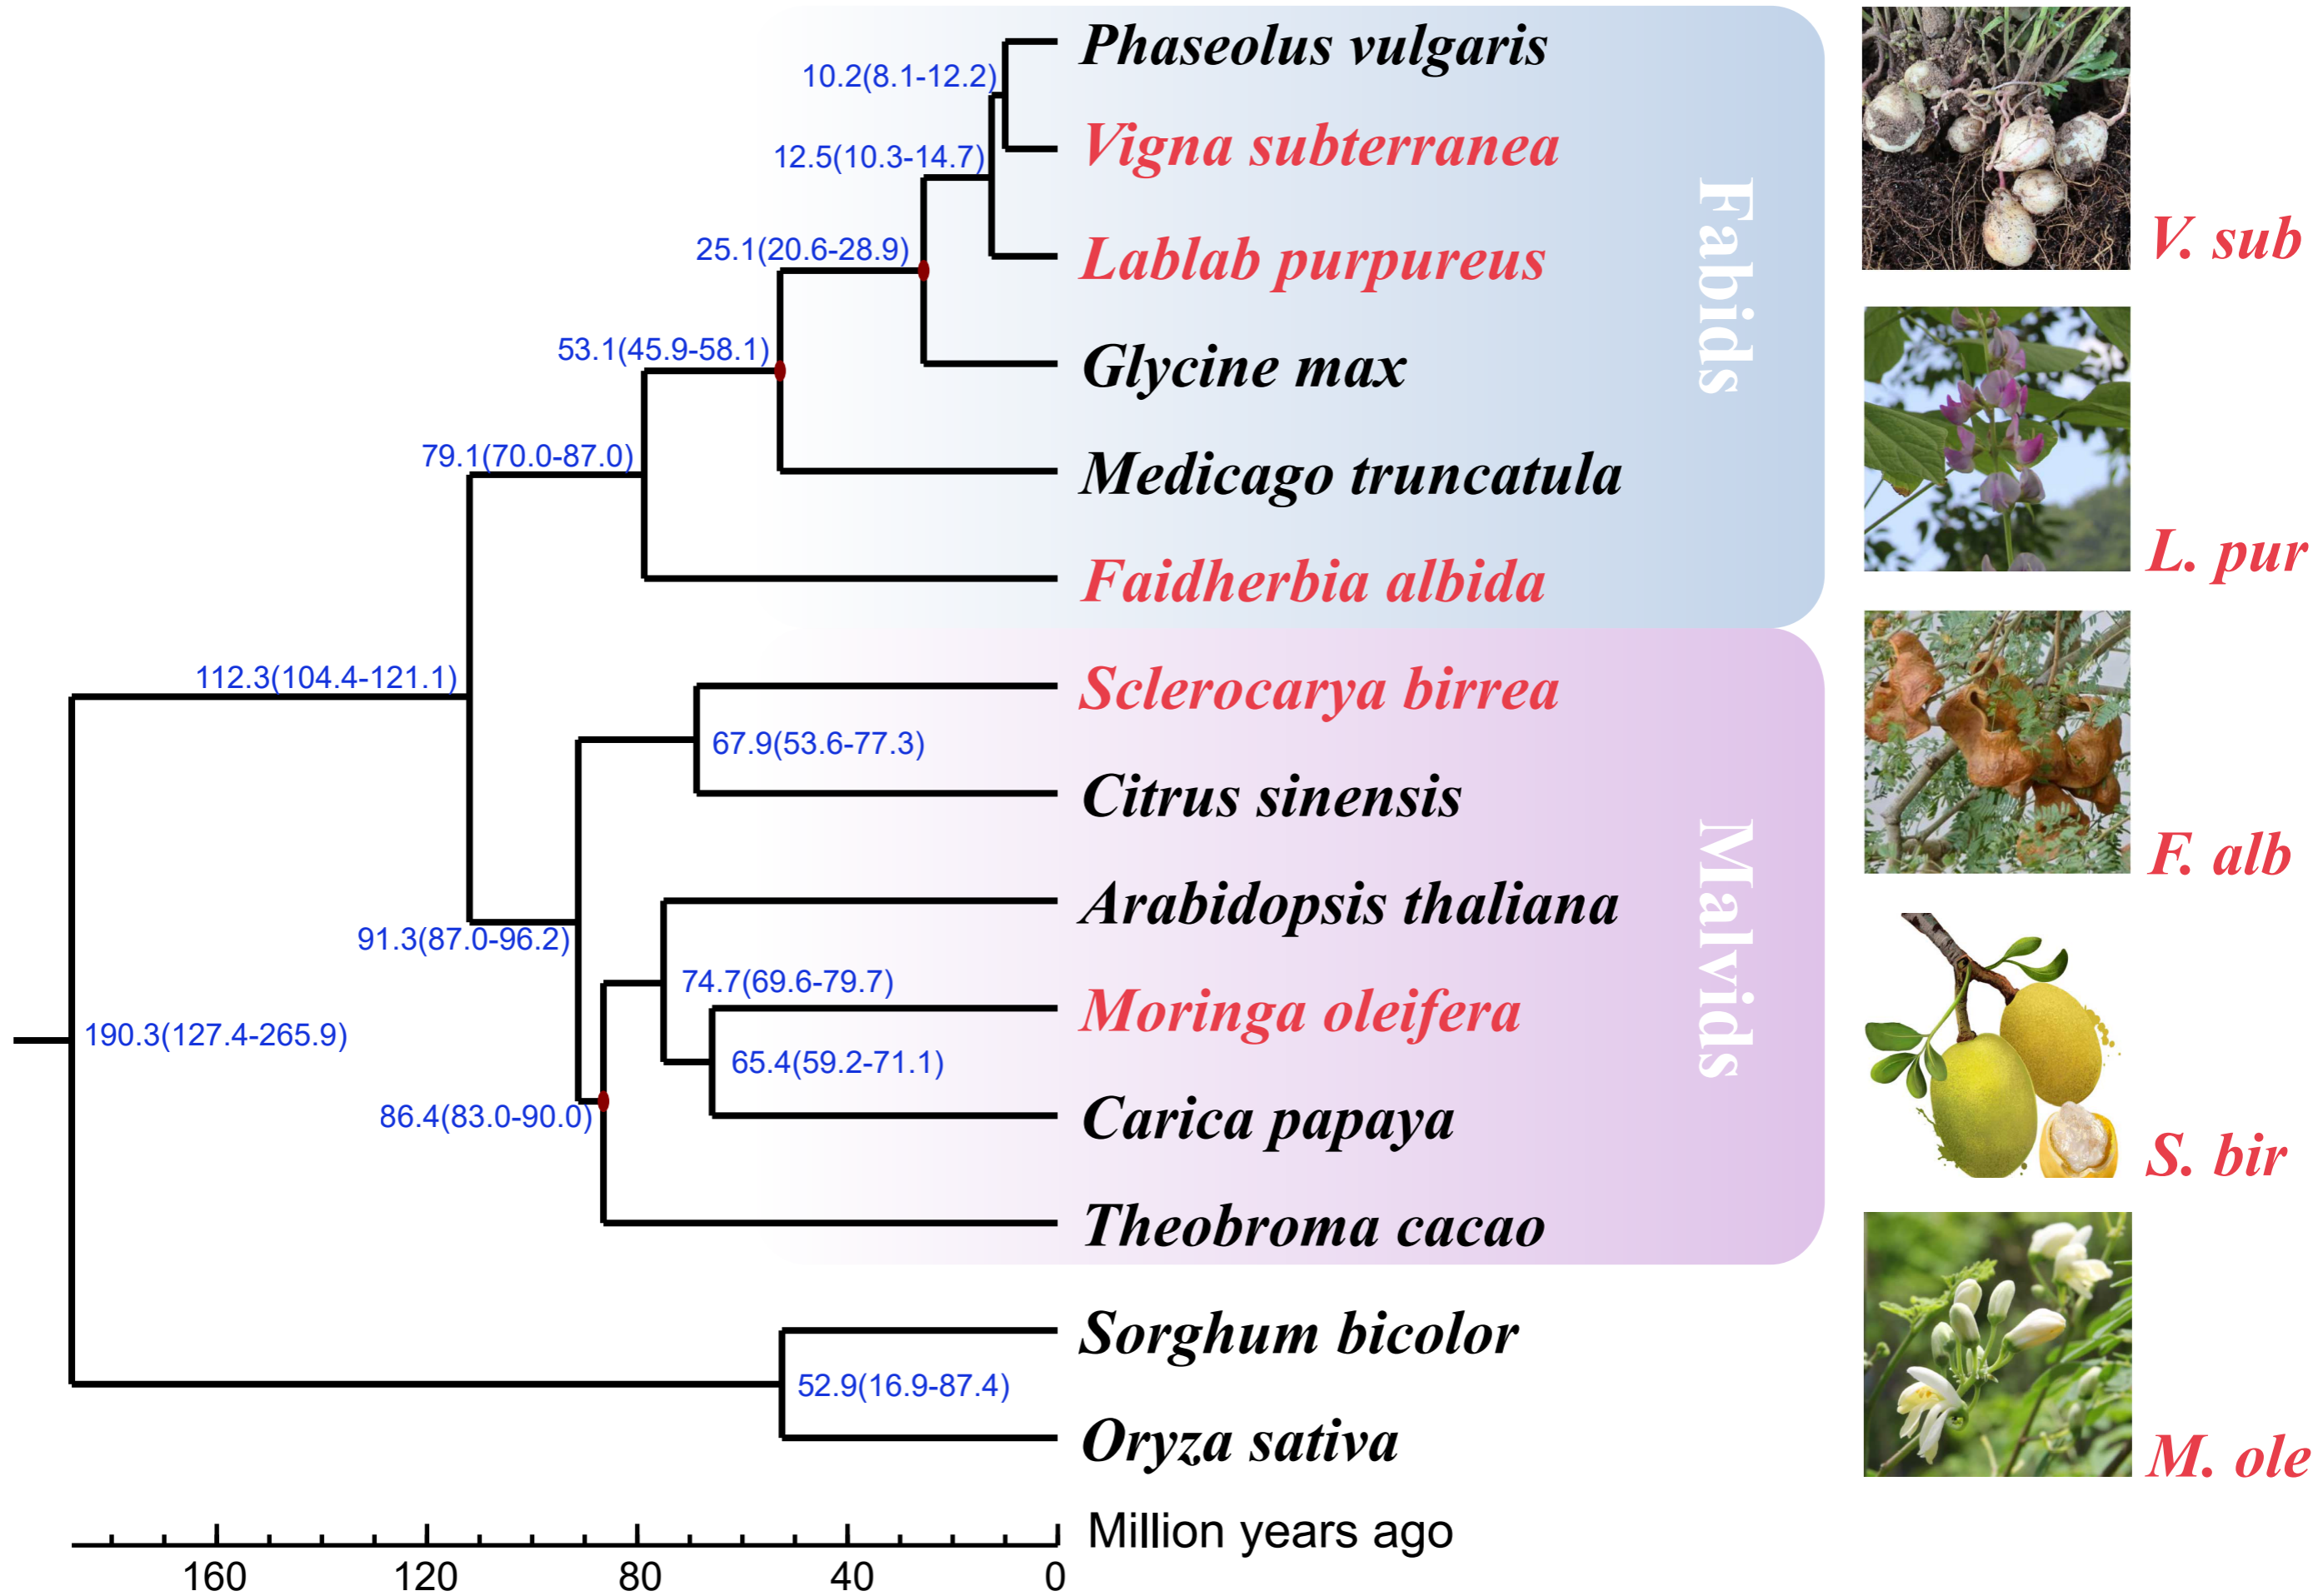 Phaseolus vulgaris
10.2(8.1-12.2)
Vigna subterranea
12.5(10.3-14.7)
Lablab purpureus
25.1(20.6-28.9)
Glycine max
53.1(45.9-58.1)
Medicago truncatula
79.1(70.0-87.0)
Faidherbia albida
Fabids
112.3(104.4-121.1)
Sclerocarya birrea
67.9(53.6-77.3)
Citrus sinensis
Arabidopsis thaliana
91.3(87.0-96.2)
74.7(69.6-79.7)
Moringa oleifera
190.3(127.4-265.9)
65.4(59.2-71.1)
Carica papaya
86.4(83.0-90.0)
Theobroma cacao
Malvids
Sorghum bicolor
52.9(16.9-87.4)
Oryza sativa
Million years ago
160 120 80 40 0
V. sub
L. pur
F. alb
S. bir
M. ole